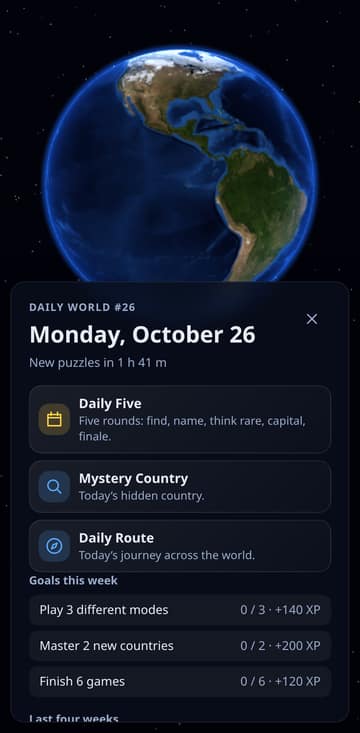 DAILY WORLD #26
Monday, October 26
New puzzles in 1 h 41 m
Daily Five
Five rounds: find, name, think rare, capital,
finale.
Mystery Country
Today's hidden country.
Daily Route
Today's journey across the world.
Goals this week
Play 3 different modes 0 / 3 · +140 XP
Master 2 new countries 0 / 2 · +200 XP
Finish 6 games 0 / 6 · +120 XP
Last four weeks